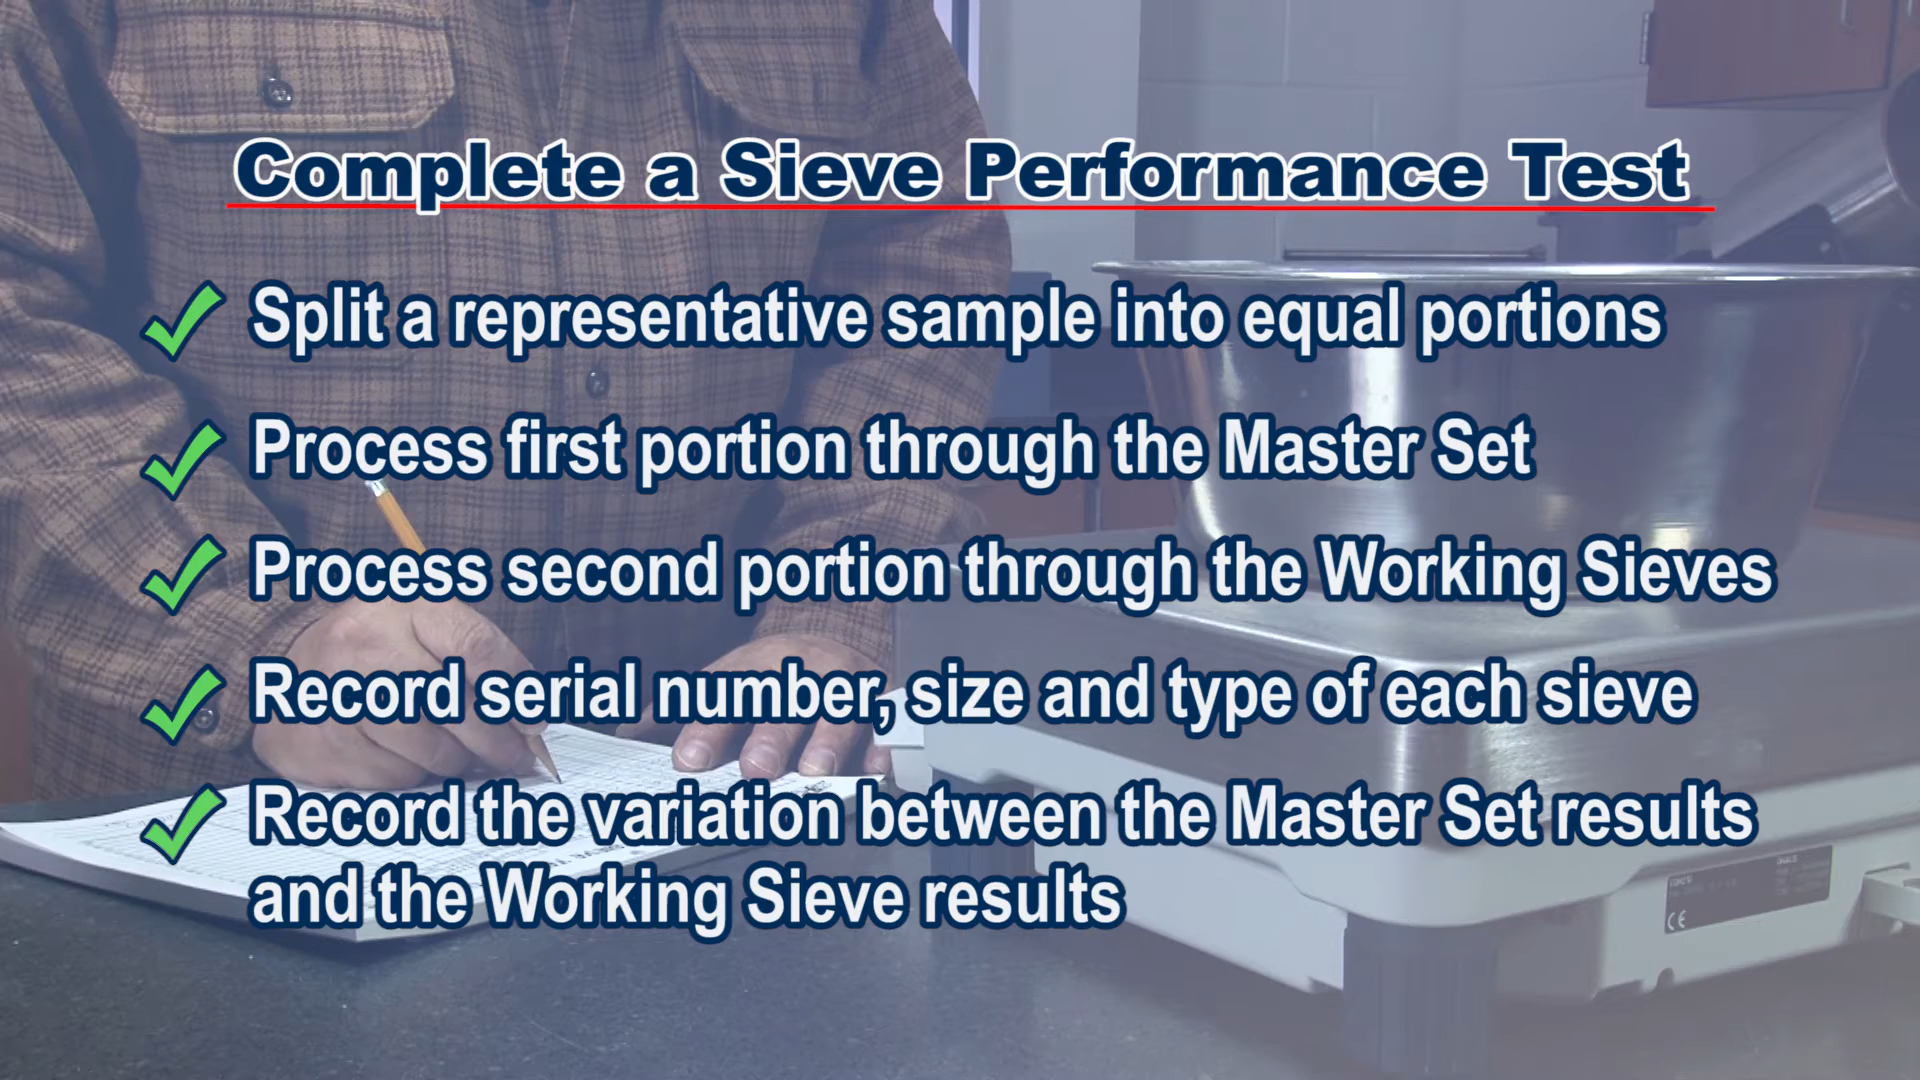 Complete a Sieve Performance Test
Split a representative sample into equal portions
Process first portion through the Master Set
Process second portion through the Working Sieves
Record serial number, size and type of each sieve
Record the variation between the Master Set results
and the Working Sieve results
CE